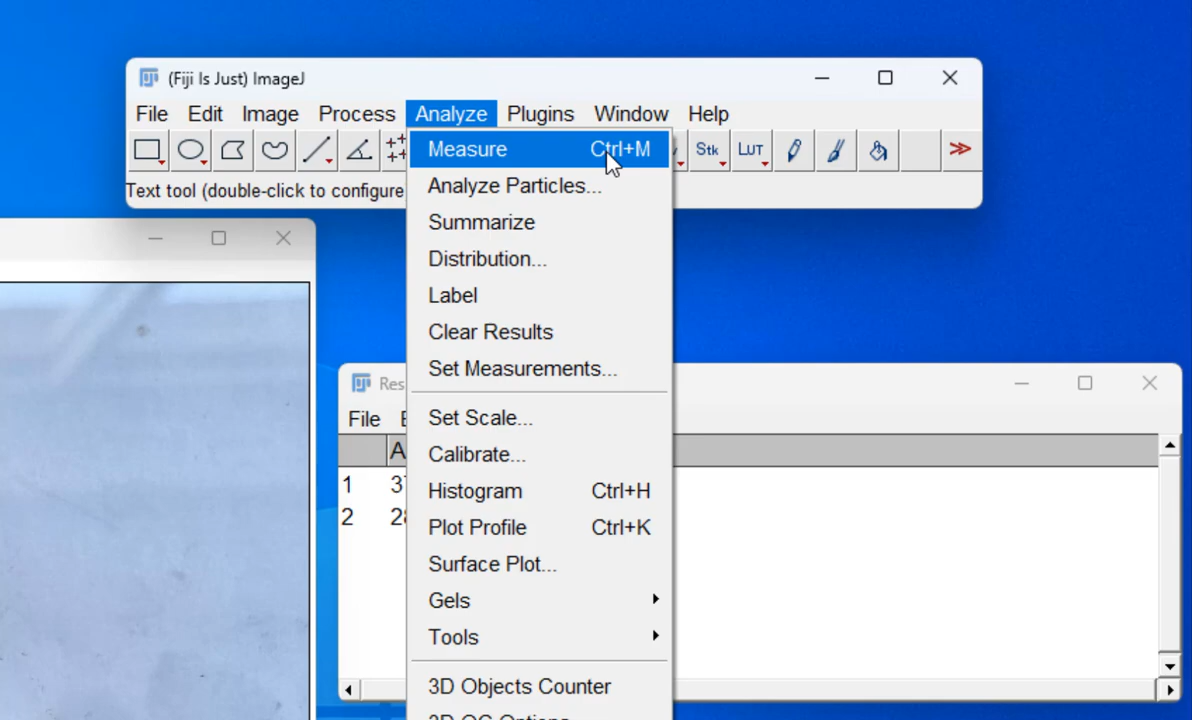 (Fiji Is Just) ImageJ
File Edit Image Process Analyze Plugins Window Help
Stk LUT
Text tool (double-click to configure
Measure Ctrl+M
Analyze Particles...
Summarize
Distribution...
Label
Clear Results
Set Measurements...
Set Scale...
Calibrate...
Histogram Ctrl+H
Plot Profile Ctrl+K
Surface Plot...
Gels
Tools
3D Objects Counter
File
1
2